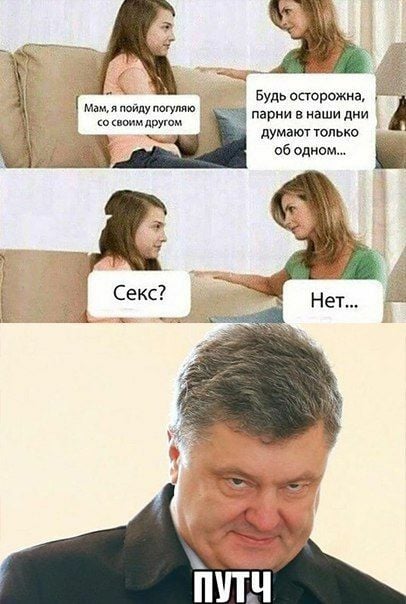 Мам, я пойду погуляю
со своим другом
Будь осторожна,
парни в наши дни
думают только
об одном...
Секс?
Нет...
ПУТЧ